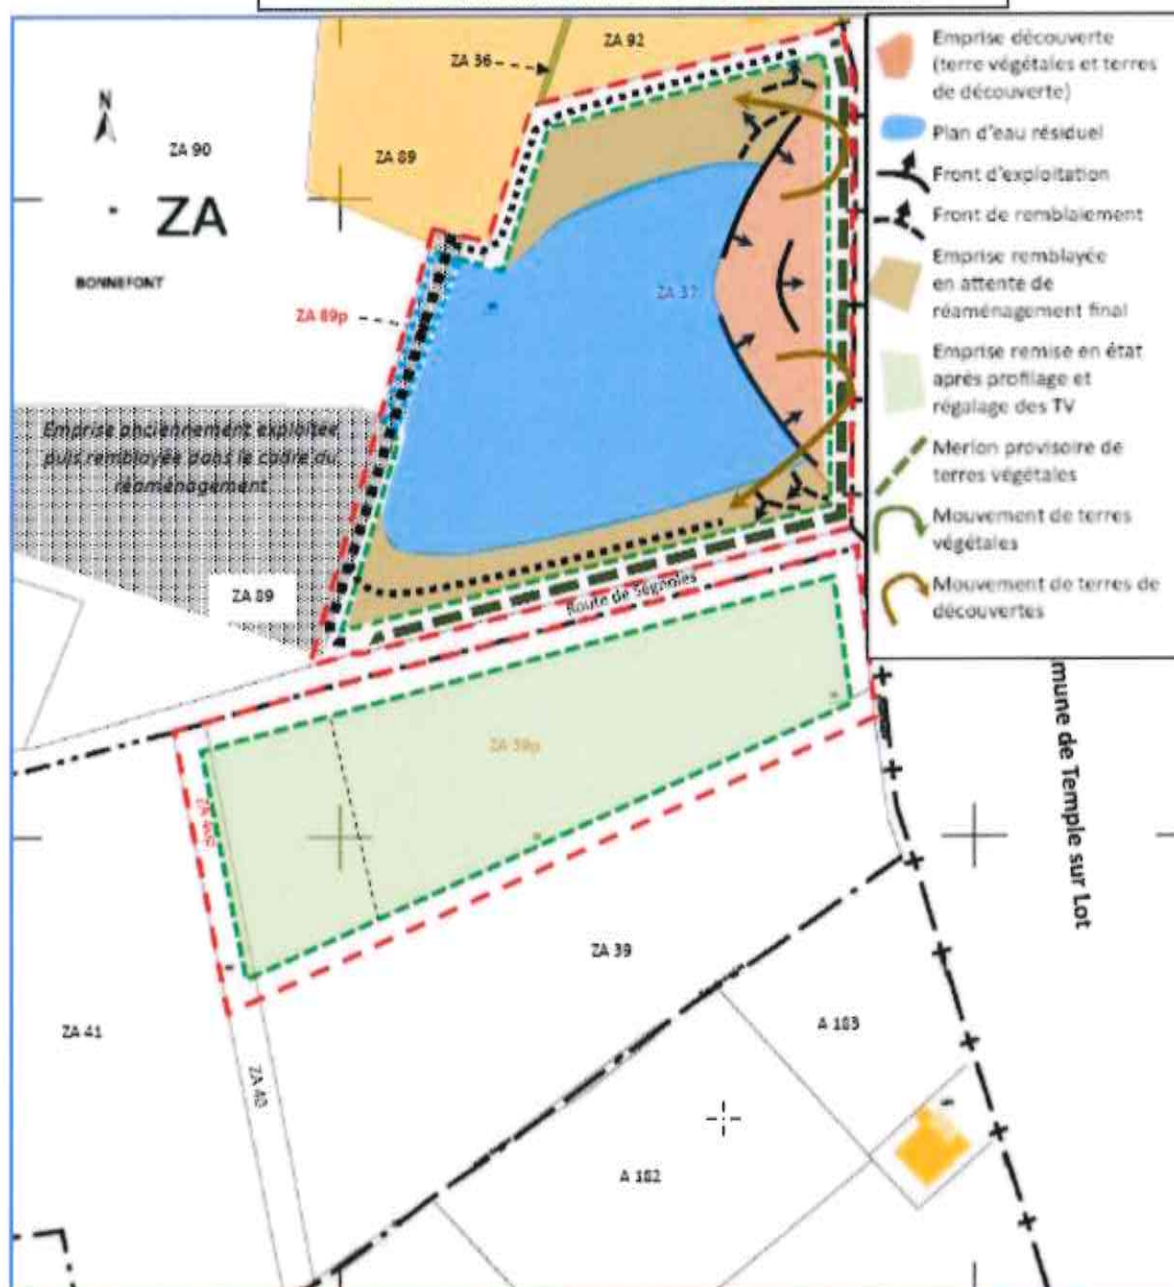 ZA 92
ZA 36
N
ZA 90
ZA 89
ZA
BONNEFONT
ZA 37
ZA 89p
Emprise anciennement exploitée
puis remblayée dans le cadre du
réaménagement
ZA 89
Route de Ségenies
ZA 39p
ZA 39
ZA 41
ZA 40
A 183
A 182
mune de Temple sur Lot
Emprise découverte
(terre végétales et terres
de découverte)
Plan d'eau résiduel
Front d'exploitation
Front de remblaiement
Emprise remblayée
en attente de
réaménagement final
Emprise remise en état
après profilage et
régalage des TV
Merlon provisoire de
terres végétales
Mouvement de terres
végétales
Mouvement de terres de
découvertes